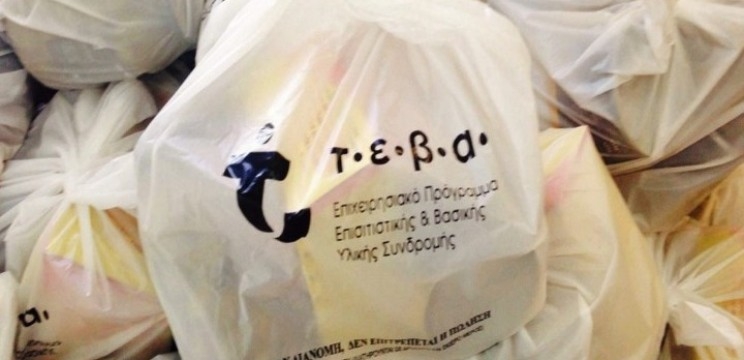 τ.ε.β.α.
Επιχειρησιακό Πρόγραμμα
Επισιτιστικής & Βασικής
Υλικής Συνδρομής
ΔΙΑΝΟΜΗ, ΔΕΝ ΕΠΙΤΡΕΠΕΤΑΙ Η ΠΩΛΗΣΗ
α.